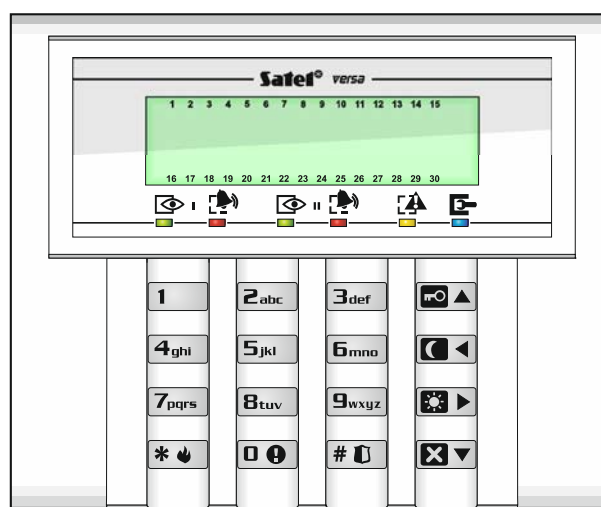 Satel® versa
1 2 3 4 5 6 7 8 9 10 11 12 13 14 15
16 17 18 19 20 21 22 23 24 25 26 27 28 29 30
I II
1 2abc 3def
4ghi 5jkl 6mno
7pqrs 8tuv 9wxyz
* 0 #